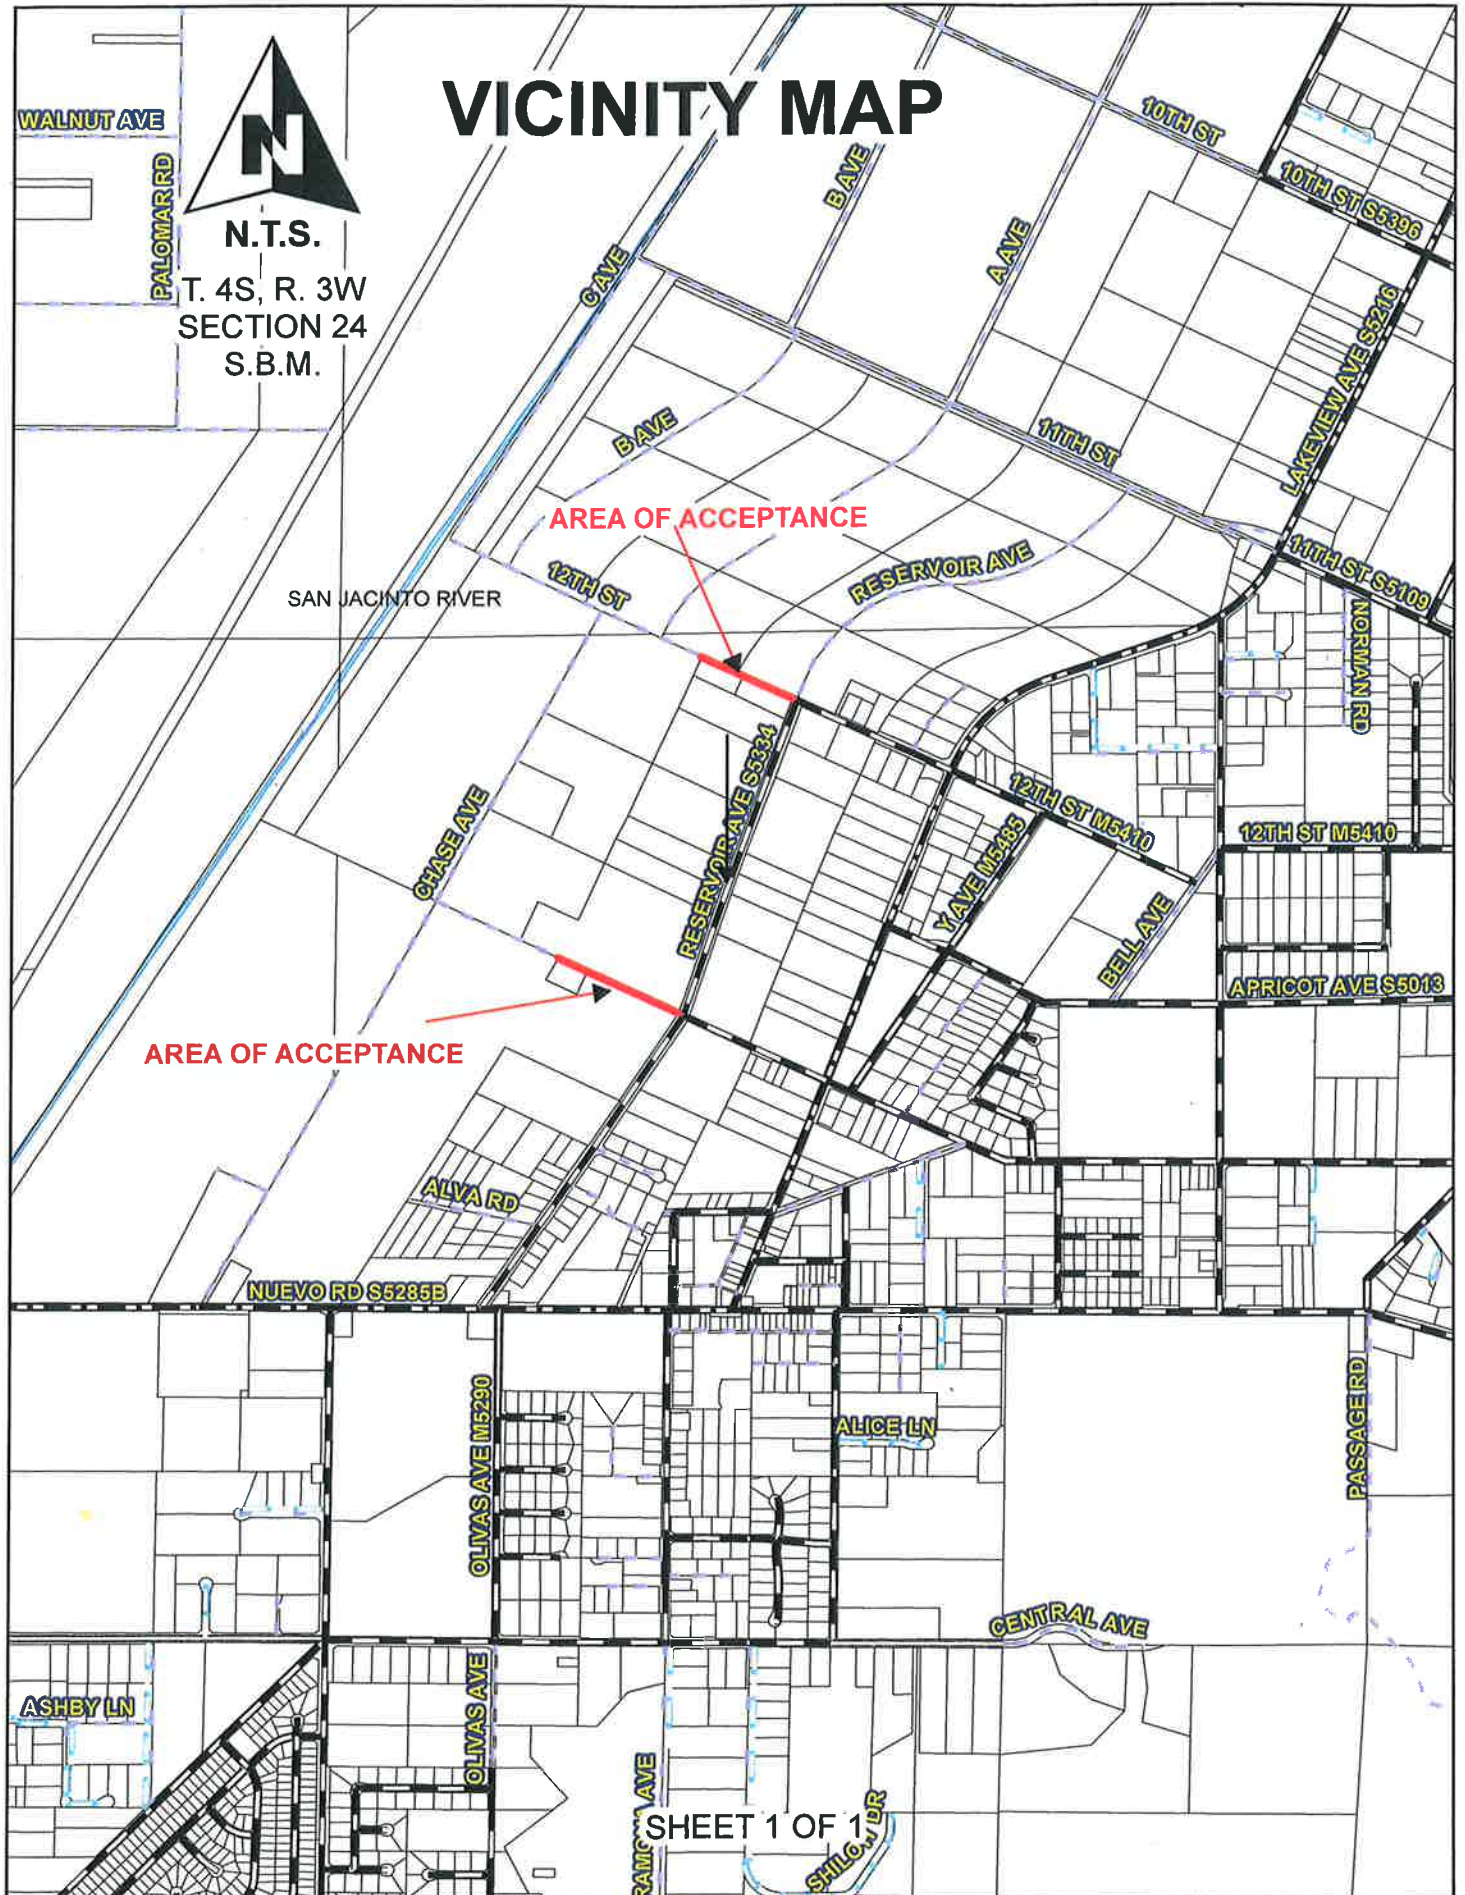 VICINITY MAP
WALNUT AVE
PALOMAR RD
N
N.T.S.
T. 4S, R. 3W
SECTION 24
S.B.M.
10TH ST
B AVE
10TH ST S5396
A AVE
C AVE
LAKEVIEW AVE S5216
B AVE
11TH ST
AREA OF ACCEPTANCE
11TH ST S5109
RESERVOIR AVE
12TH ST
SAN JACINTO RIVER
NORMAN RD
RESERVOIR AVE S5334
CHASE AVE
12TH ST M5410
12TH ST M5410
Y AVE M5485
BELL AVE
APRICOT AVE S5013
AREA OF ACCEPTANCE
ALVA RD
NUEVO RD S5285B
OLIVAS AVE M5290
ALICE LN
PASSAGE RD
CENTRAL AVE
ASHBY LN
OLIVAS AVE
RAMONA AVE
SHEET 1 OF 1
SHILOH DR